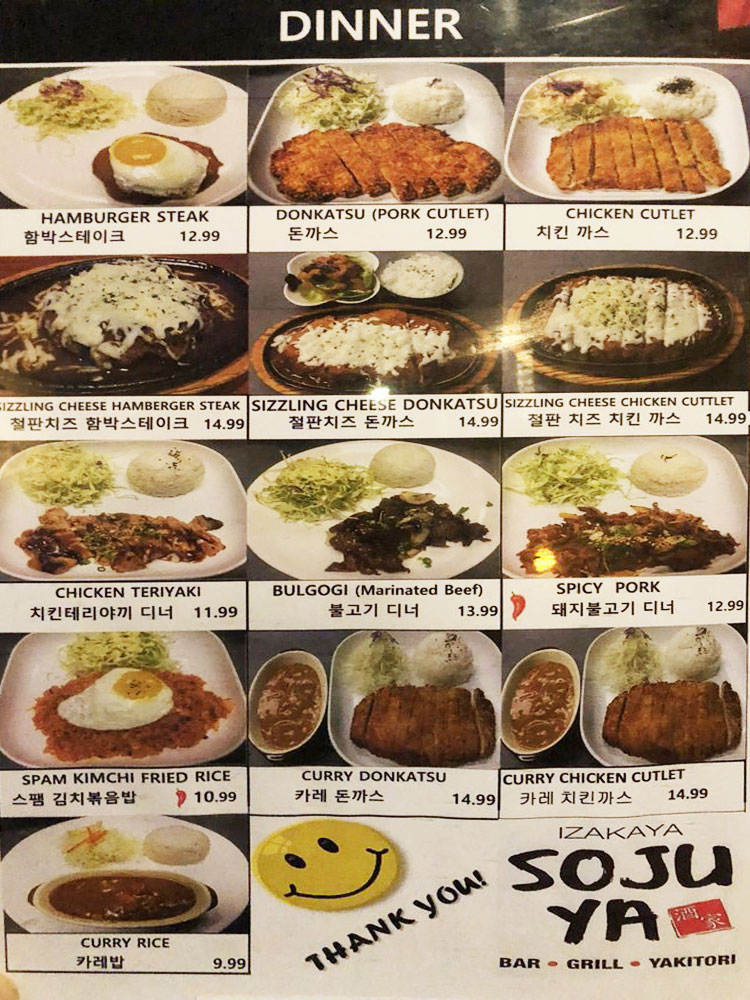 DINNER
HAMBURGER STEAK
함박스테이크 12.99
DONKATSU (PORK CUTLET)
돈까스 12.99
CHICKEN CUTLET
치킨 까스 12.99
SIZZLING CHEESE HAMBERGER STEAK
철판치즈 함박스테이크 14.99
SIZZLING CHEESE DONKATSU
철판치즈 돈까스 14.99
SIZZLING CHEESE CHICKEN CUTTLET
철판 치즈 치킨 까스 14.99
CHICKEN TERIYAKI
치킨테리야끼 디너 11.99
BULGOGI (Marinated Beef)
불고기 디너 13.99
SPICY PORK
돼지불고기 디너 12.99
SPAM KIMCHI FRIED RICE
스팸 김치볶음밥 10.99
CURRY DONKATSU
카레 돈까스 14.99
CURRY CHICKEN CUTLET
카레 치킨까스 14.99
CURRY RICE
카레밥 9.99
THANK YOU!
IZAKAYA
SOJU
YA 酒家
BAR • GRILL • YAKITORI